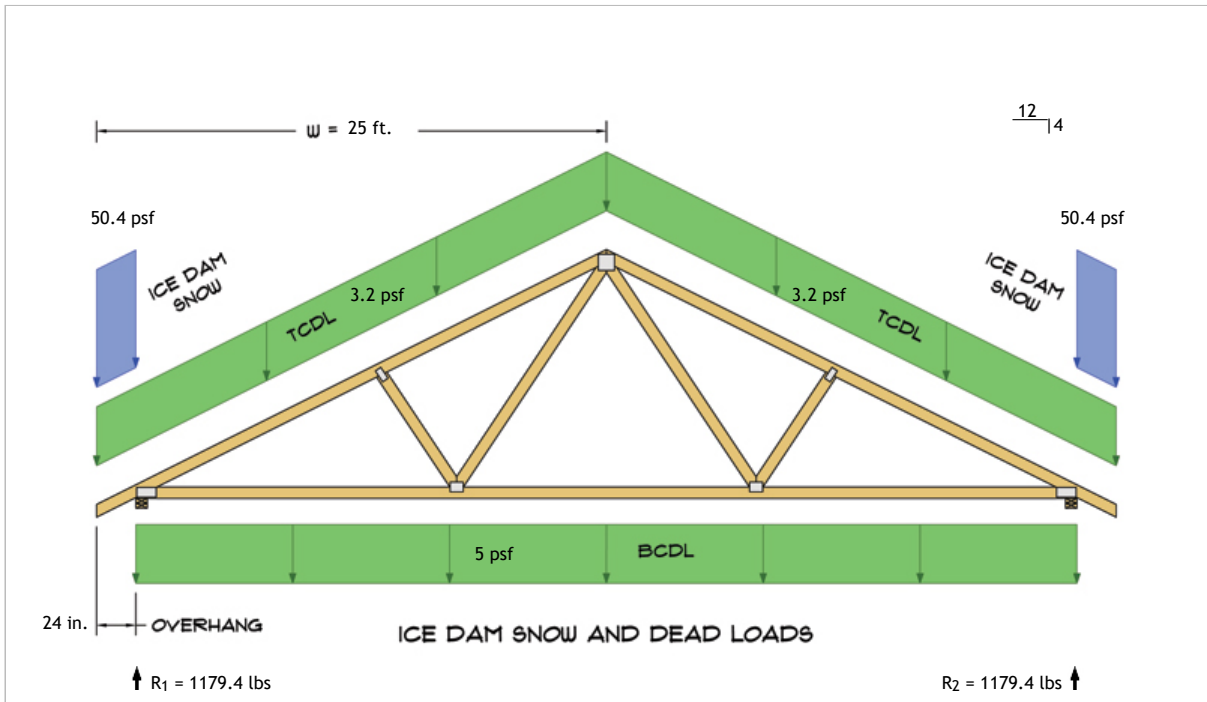 W = 25 ft.
12
4
50.4 psf
50.4 psf
ICE DAM
SNOW
ICE DAM
SNOW
3.2 psf
3.2 psf
TCDL
TCDL
5 psf
BCDL
24 in.
OVERHANG
ICE DAM SNOW AND DEAD LOADS
R1 = 1179.4 lbs
R2 = 1179.4 lbs